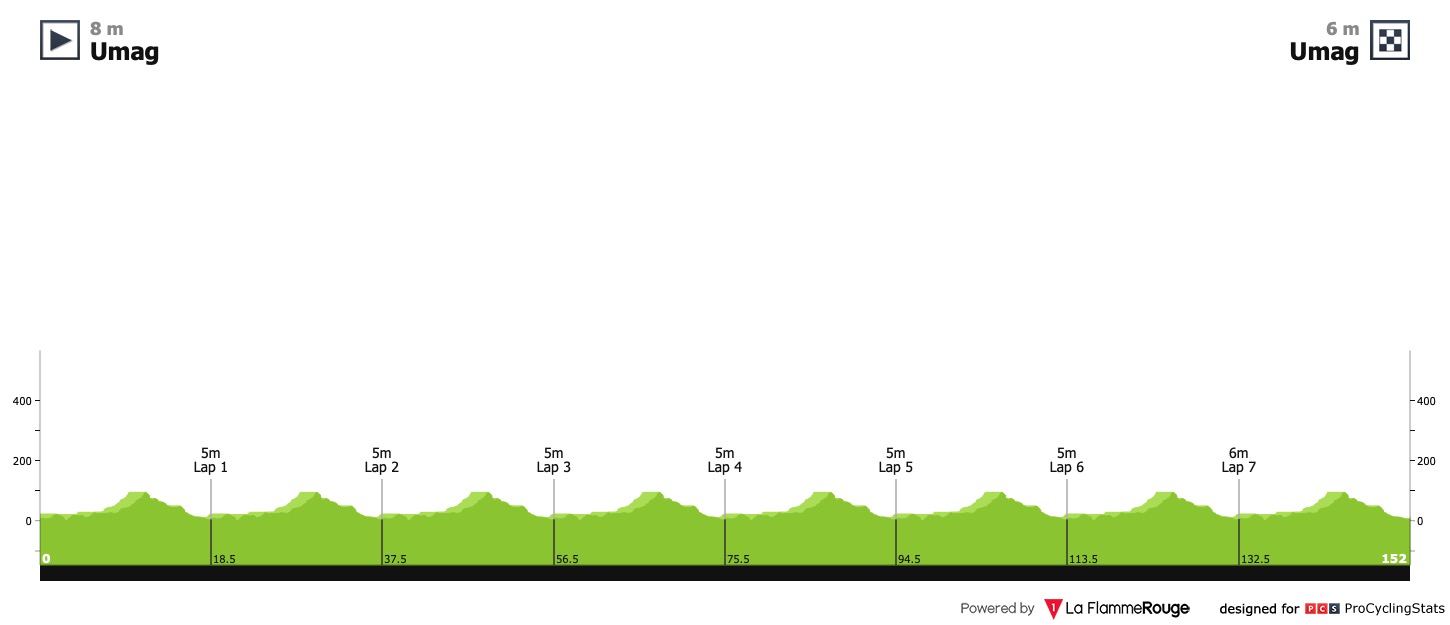 8 m
Umag
6 m
Umag
400
200
0
400
200
0
5m
Lap 1
5m
Lap 2
5m
Lap 3
5m
Lap 4
5m
Lap 5
5m
Lap 6
6m
Lap 7
0
18.5
37.5
56.5
75.5
94.5
113.5
132.5
152
Powered by 1 La FlammeRouge designed for PCS ProCyclingStats